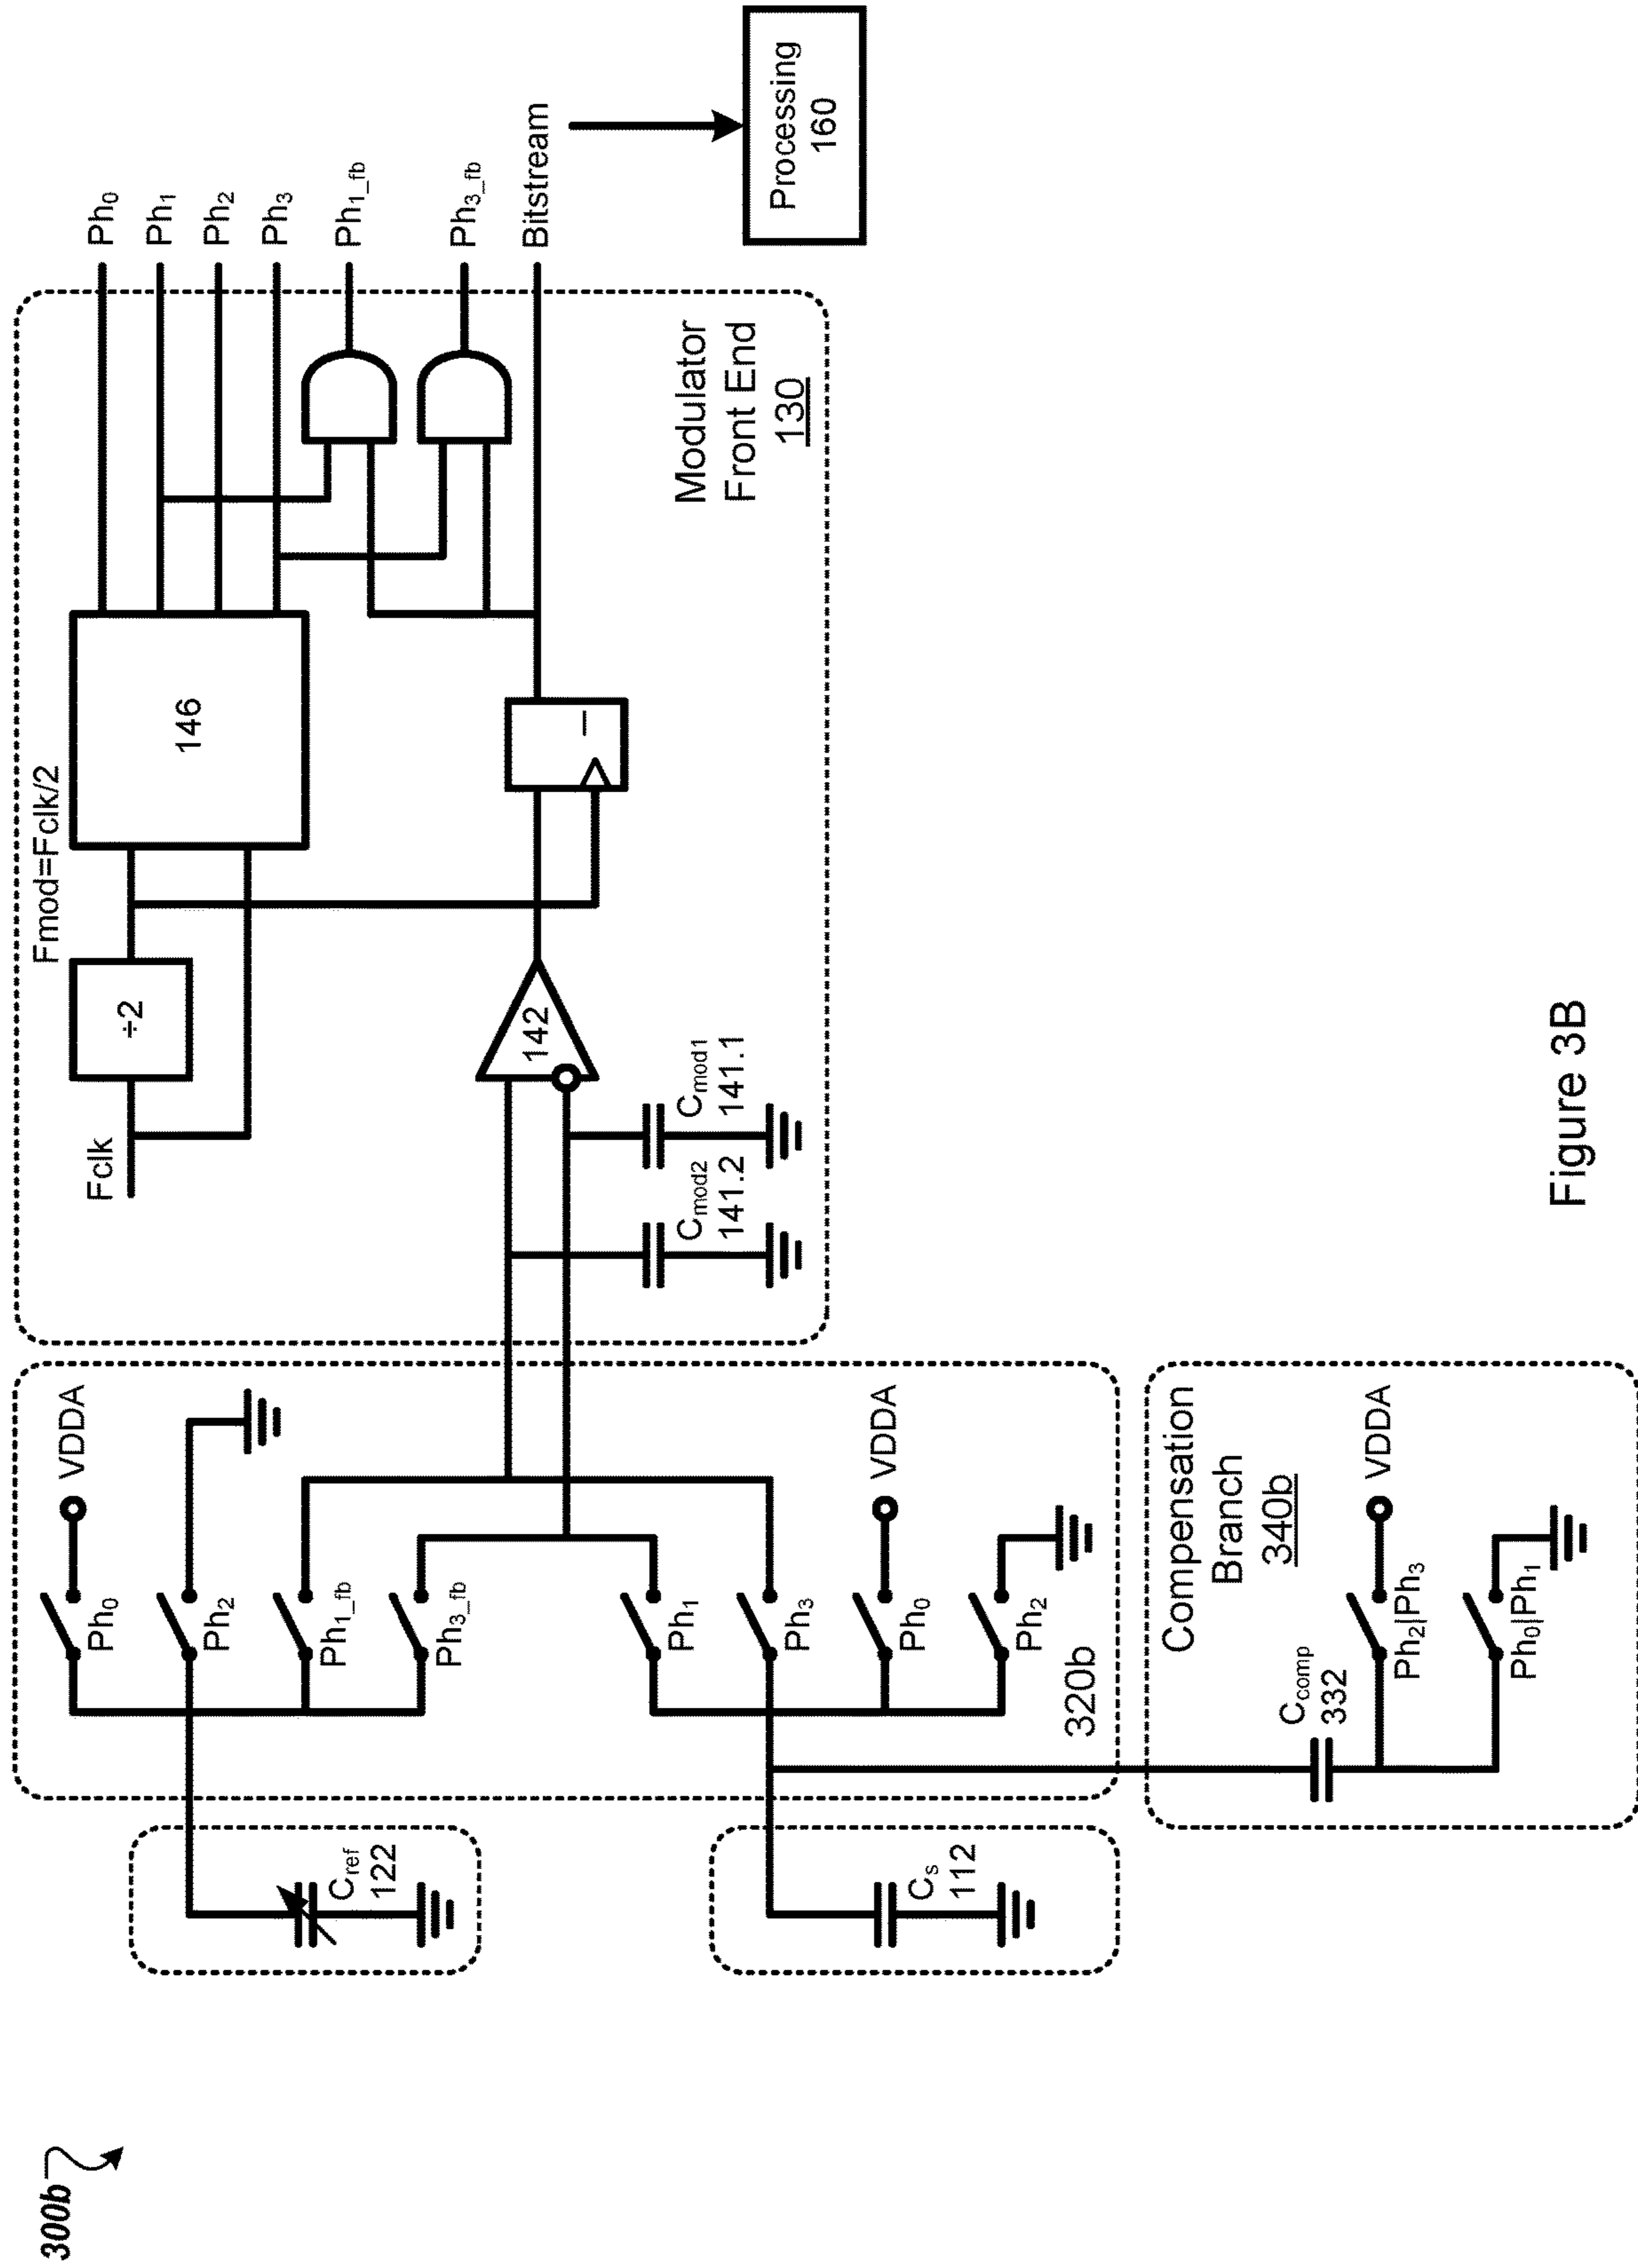 300b
Fclk
÷2
Fmod=Fclk/2
146
Ph0
Ph1
Ph2
Ph3
Ph1_fb
Ph3_fb
Bitstream
Processing
160
142
Cmod2
141.2
Cmod1
141.1
Modulator
Front End
130
Cref
122
Ph0
VDDA
Ph2
Ph1_fb
Ph3_fb
Cs
112
Ph1
Ph3
Ph0
VDDA
Ph2
320b
Compensation
Branch
340b
Ccomp
332
Ph2|Ph3
VDDA
Ph0|Ph1
Figure 3B